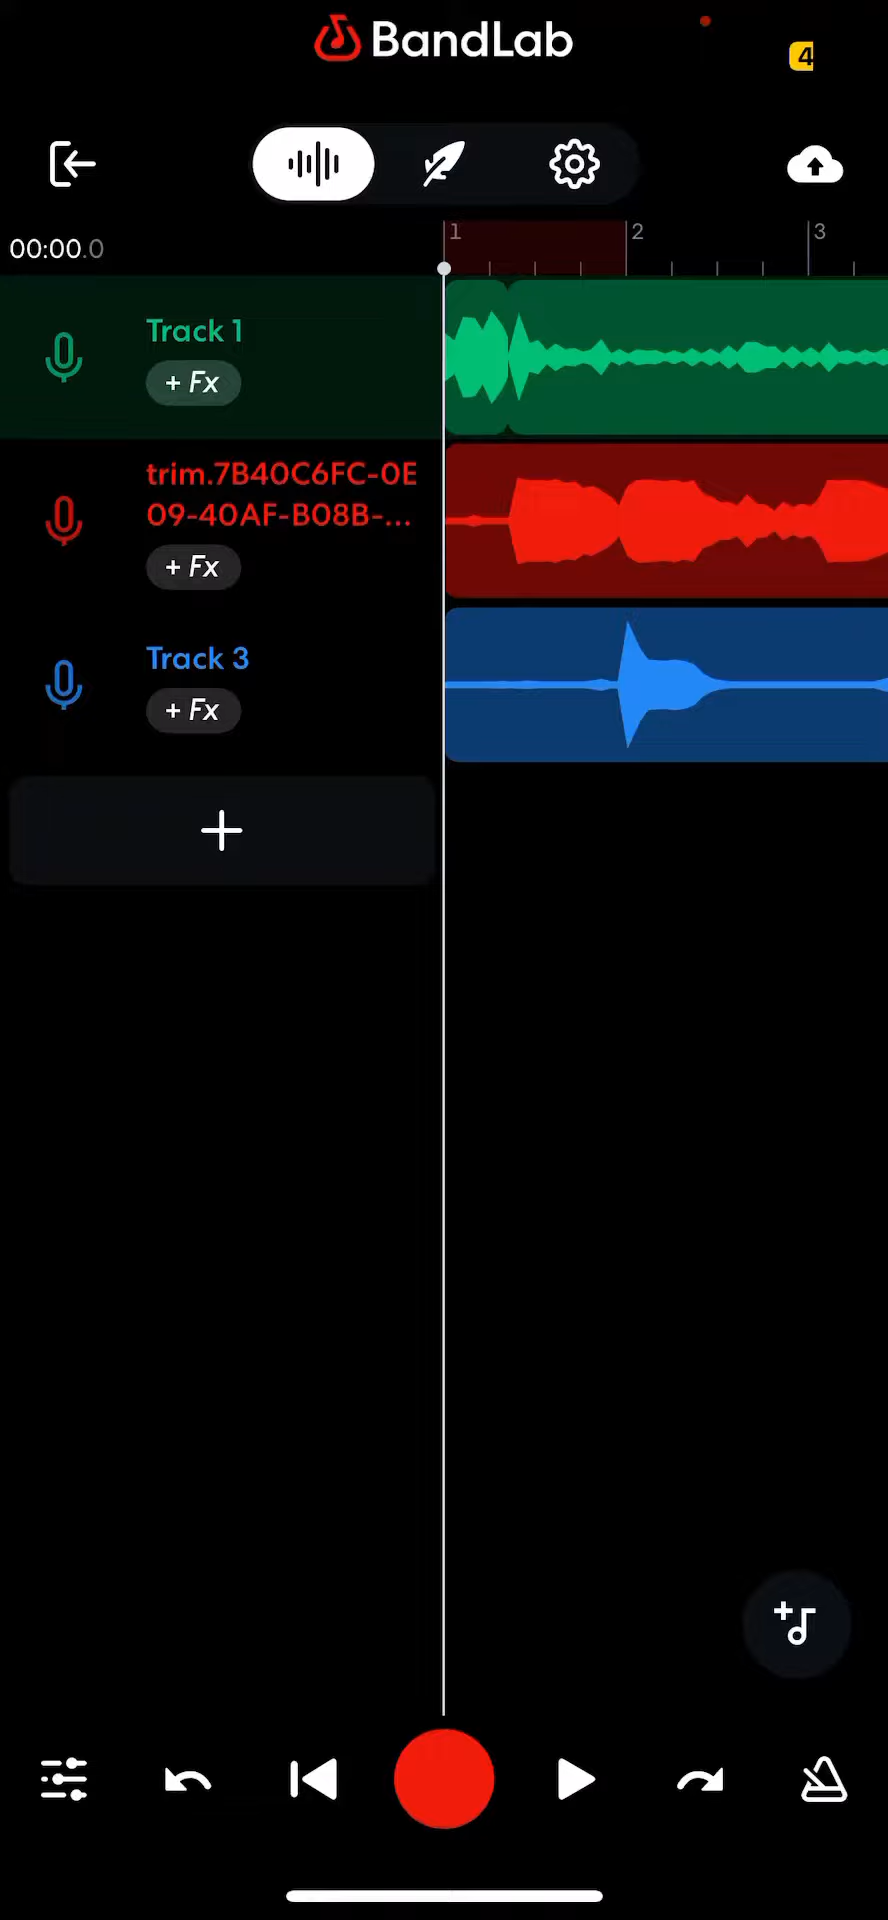 BandLab
4
00:00.0
1
2
3
Track 1
+ Fx
trim.7B40C6FC-0E
09-40AF-B08B-...
+ Fx
Track 3
+ Fx